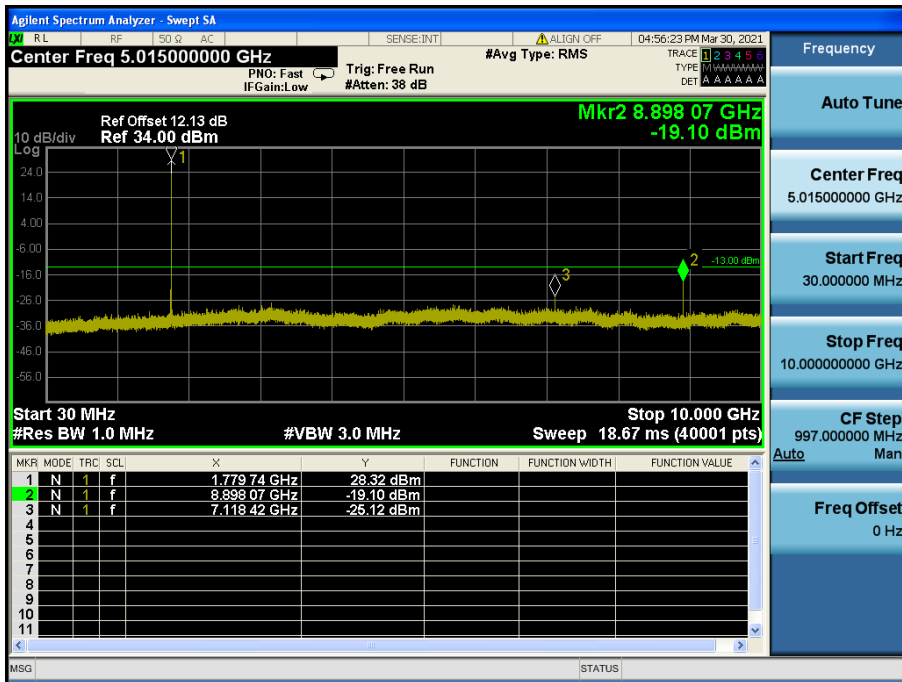 Agilent Spectrum Analyzer - Swept SA
LXI RL RF 50 Ω AC SENSE:INT ALIGN OFF 04:56:23 PM Mar 30, 2021
Center Freq 5.015000000 GHz
PNO: Fast
IFGain:Low
Trig: Free Run
#Atten: 38 dB
#Avg Type: RMS
TRACE 1 2 3 4 5 6
TYPE M
DET A A A A A A
Frequency
Auto Tune
Center Freq
5.015000000 GHz
Start Freq
30.000000 MHz
Stop Freq
10.000000000 GHz
CF Step
997.000000 MHz
Auto Man
Freq Offset
0 Hz
Mkr2 8.898 07 GHz
-19.10 dBm
Ref Offset 12.13 dB
10 dB/div Ref 34.00 dBm
Log
24.0
14.0
4.00
-6.00
-16.0
-26.0
-36.0
-46.0
-56.0
1
2
3
-13.00 dBm
Start 30 MHz Stop 10.000 GHz
#Res BW 1.0 MHz #VBW 3.0 MHz Sweep 18.67 ms (40001 pts)
MKR MODE TRC SCL X Y FUNCTION FUNCTION WIDTH FUNCTION VALUE
1 N 1 f 1.779 74 GHz 28.32 dBm
2 N 1 f 8.898 07 GHz -19.10 dBm
3 N 1 f 7.118 42 GHz -25.12 dBm
4
5
6
7
8
9
10
11
MSG STATUS